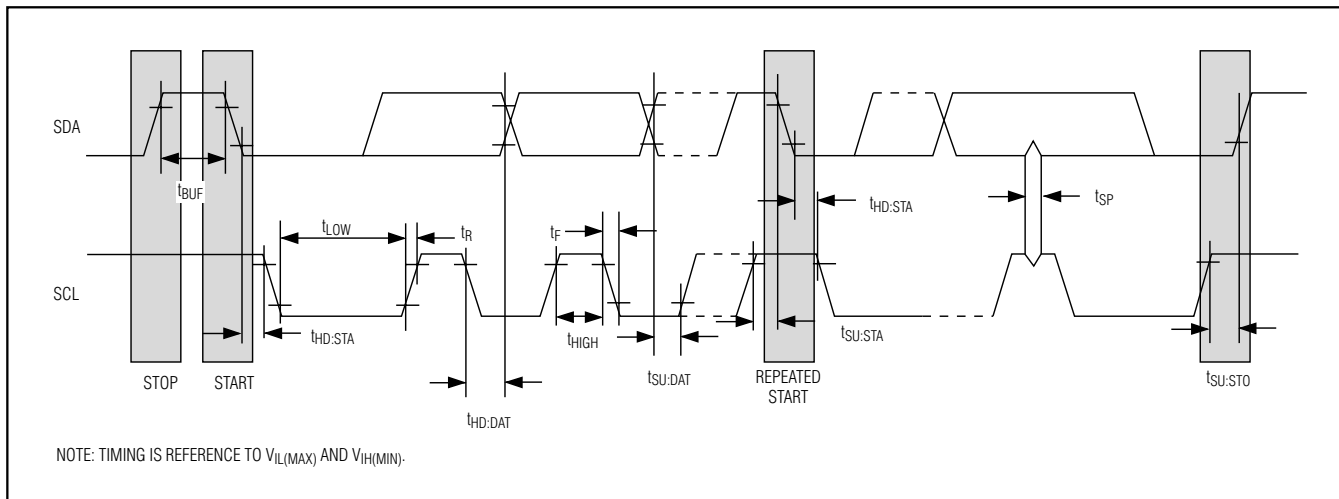 SDA
tBUF
tHD:STA
tSP
tLOW
tR
tF
SCL
tHD:STA
tHIGH
tSU:STA
tSU:DAT
tSU:STO
STOP
START
REPEATED
START
tHD:DAT
NOTE: TIMING IS REFERENCE TO VIL(MAX) AND VIH(MIN).